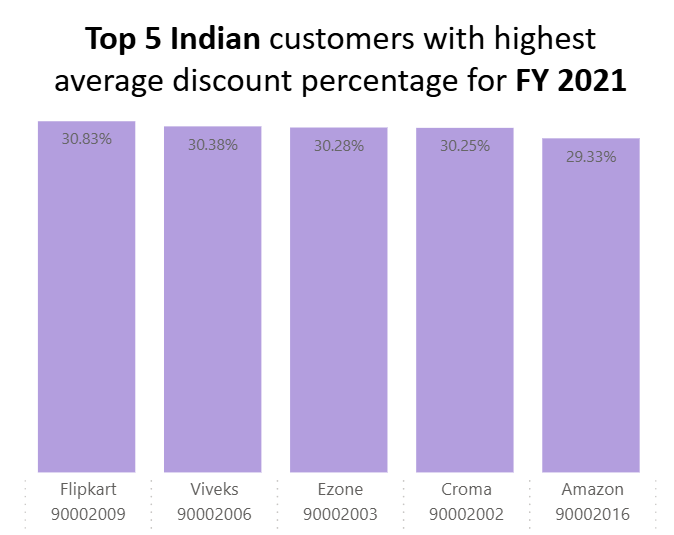 Top 5 Indian customers with highest
average discount percentage for FY 2021
30.83%
30.38%
30.28%
30.25%
29.33%
Flipkart
90002009
Viveks
90002006
Ezone
90002003
Croma
90002002
Amazon
90002016